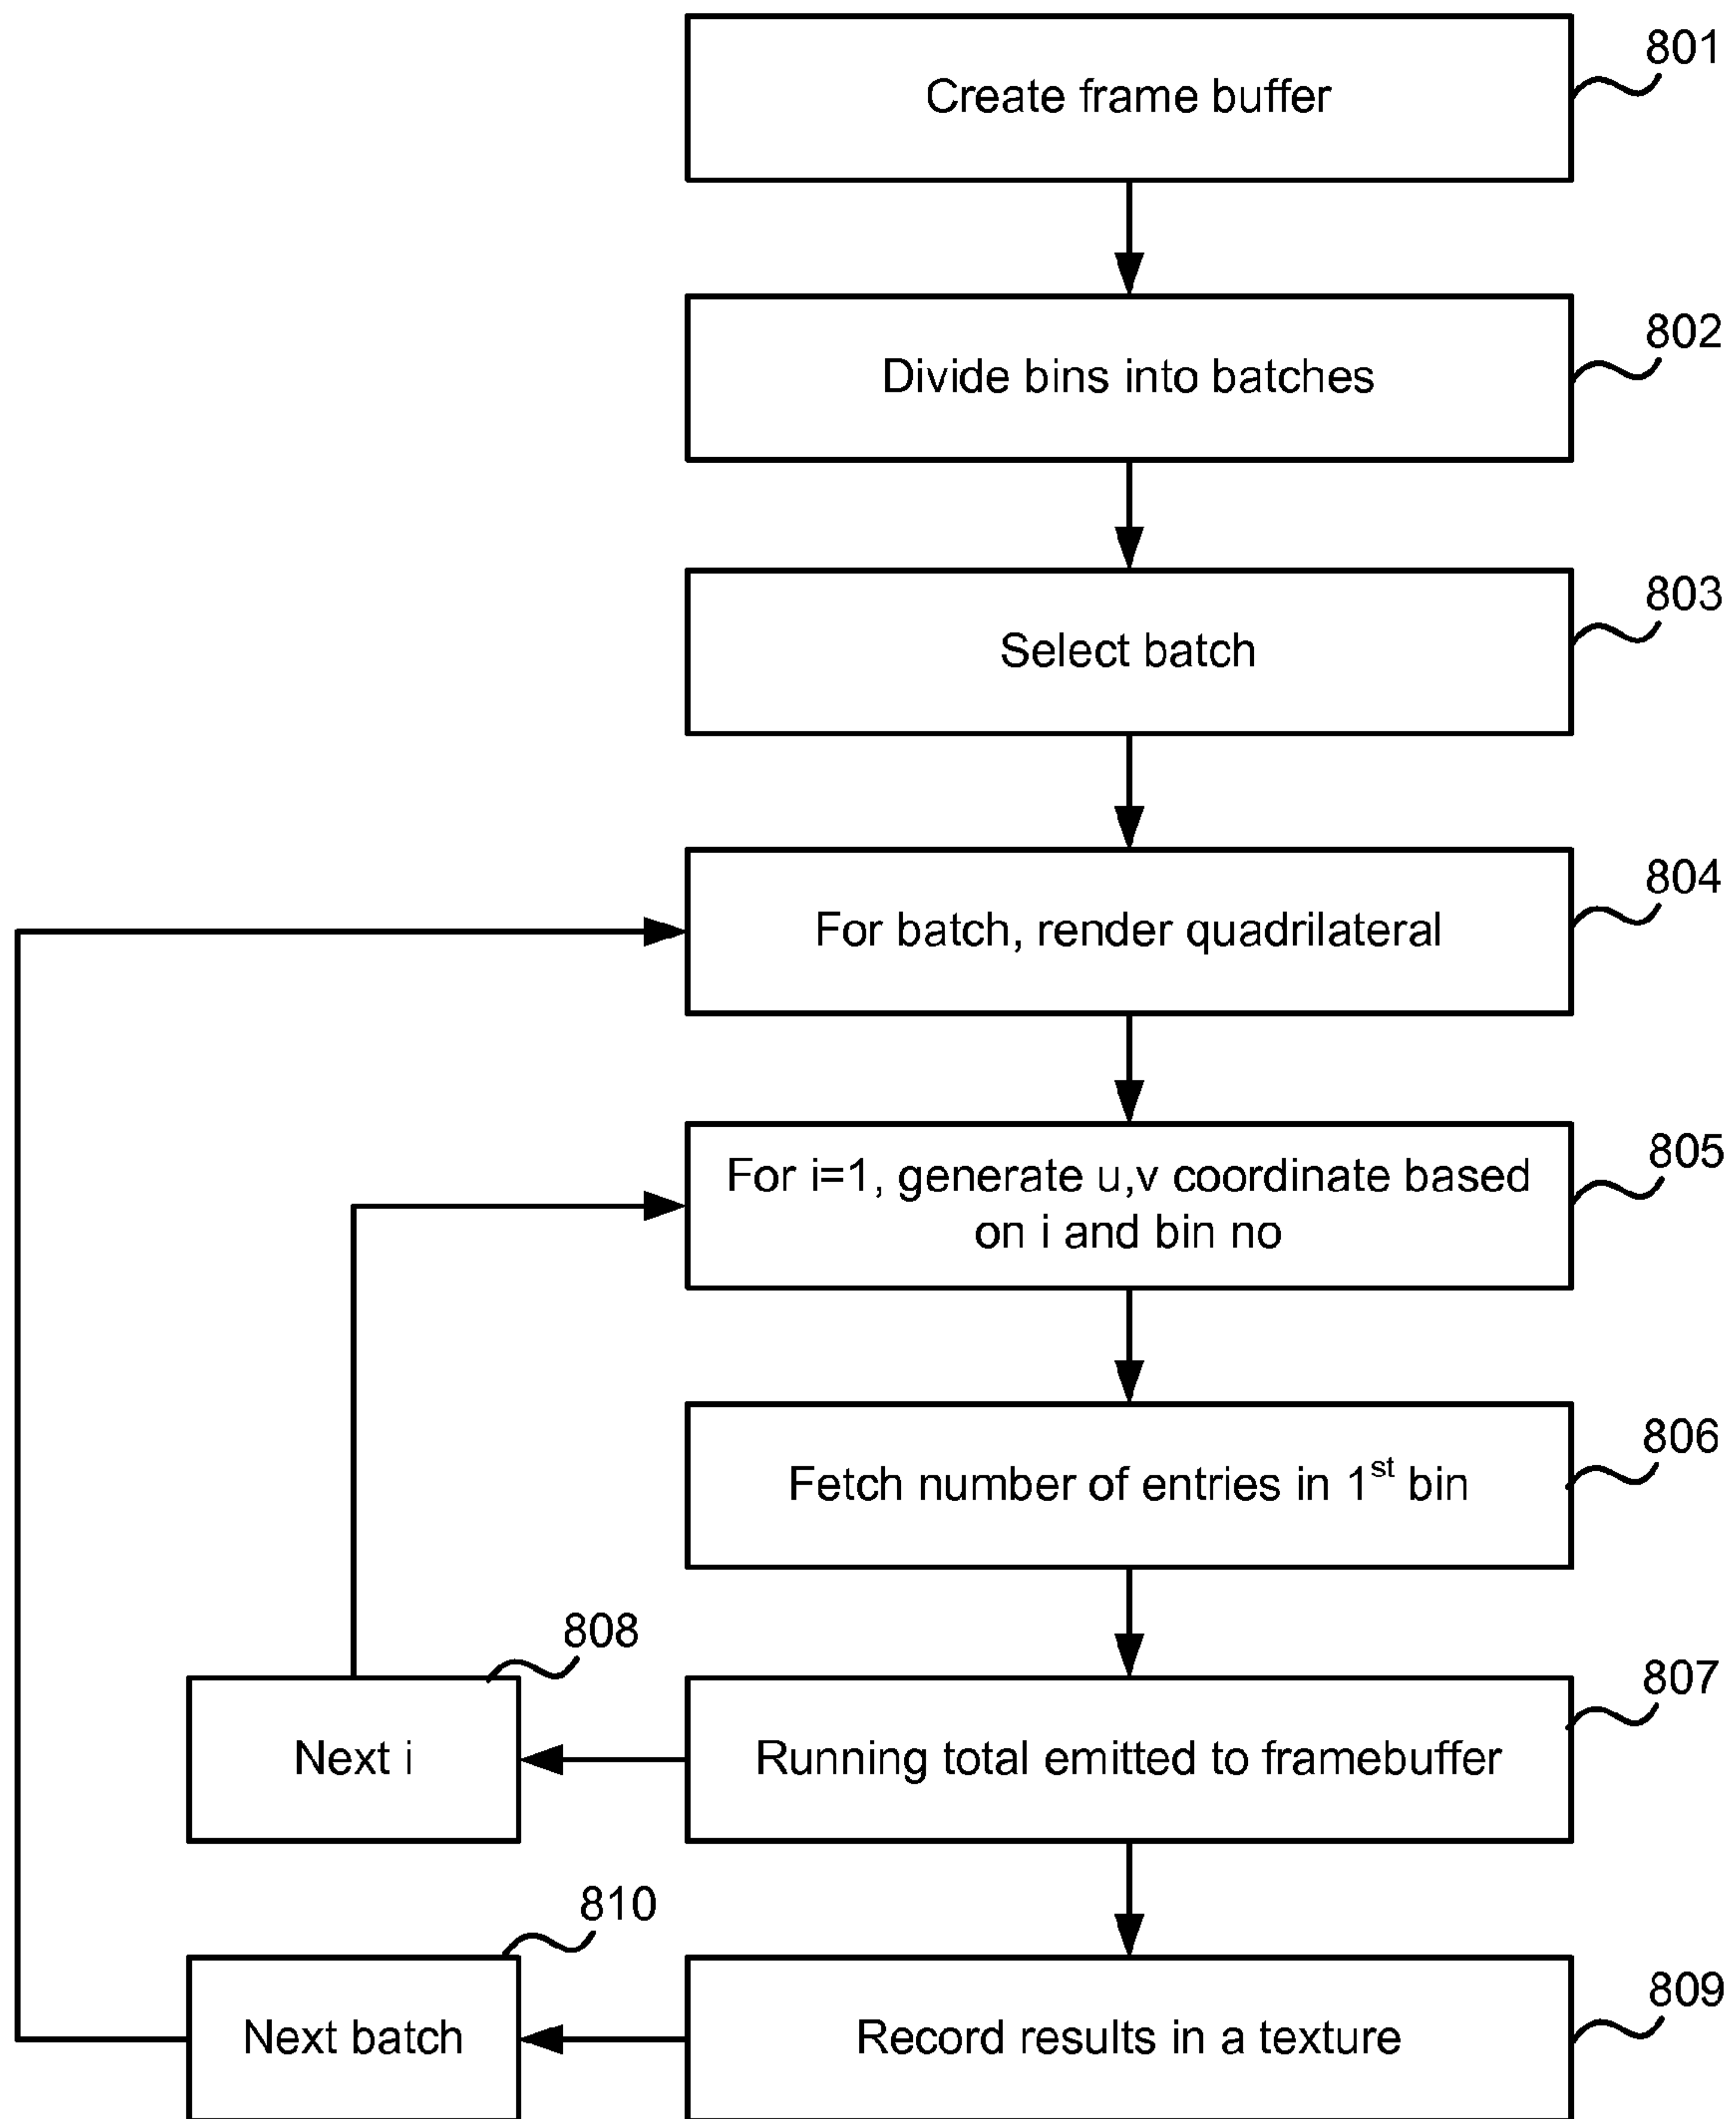 801
Create frame buffer
802
Divide bins into batches
803
Select batch
804
For batch, render quadrilateral
805
For i=1, generate u,v coordinate based
on i and bin no
806
Fetch number of entries in 1st bin
808
807
Next i
Running total emitted to framebuffer
810
809
Next batch
Record results in a texture